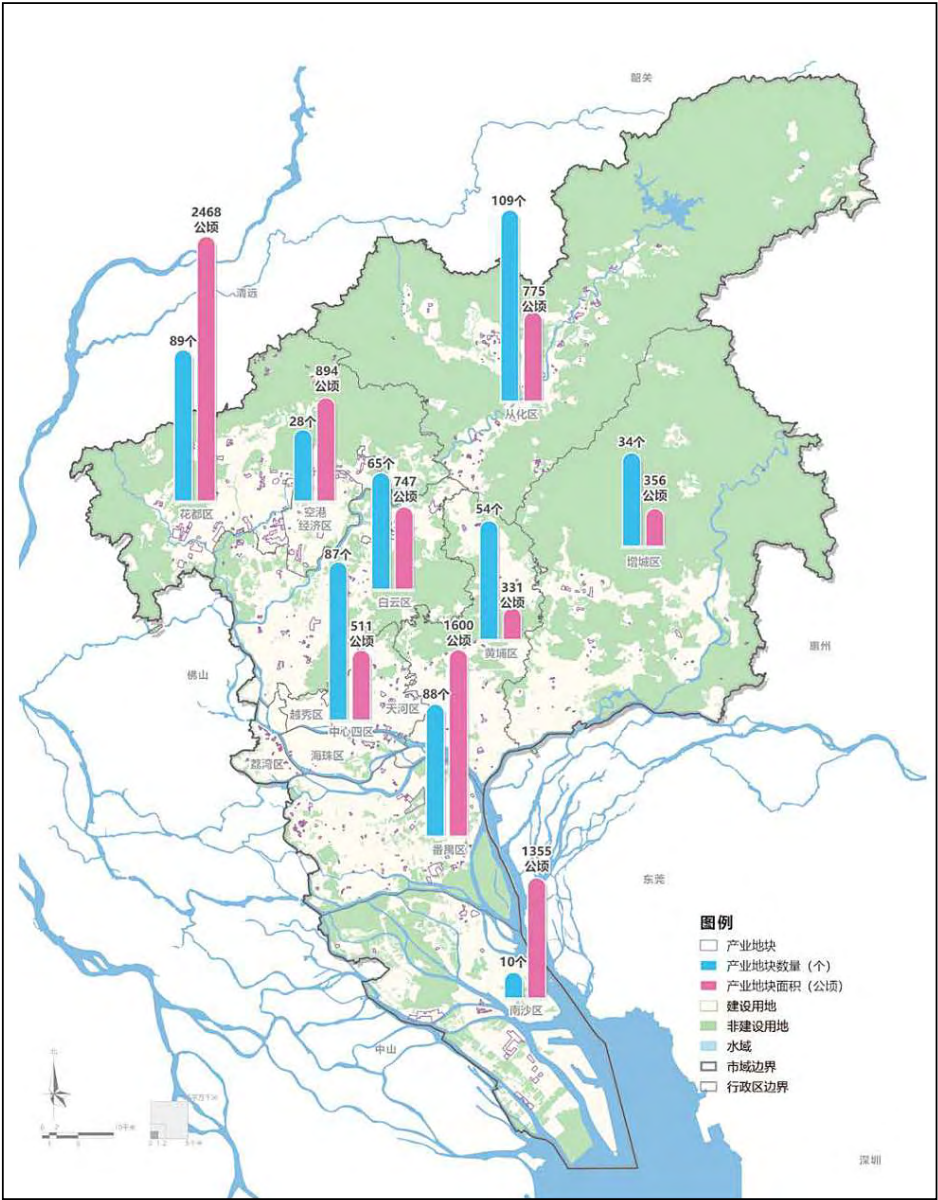 韶关
109个
2468
公顷
775
公顷
清远
89个
894
公顷
28个
从化区
34个
65个
747
公顷
356
公顷
54个
花都区
空港
经济区
87个
增城区
331
公顷
白云区
511
公顷
1600
公顷
黄埔区
惠州
佛山
88个
天河区
越秀区
中心四区
海珠区
荔湾区
番禺区
1355
公顷
东莞
图例
产业地块
10个
产业地块数量（个）
产业地块面积（公顷）
南沙区
建设用地
非建设用地
水域
中山
市域边界
行政区边界
深圳